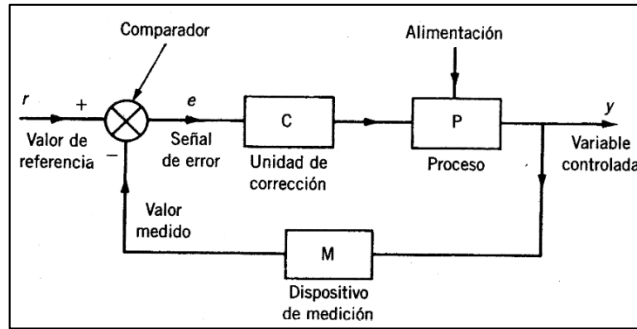 Comparador
Alimentación
r
+
e
C
P
y
Valor de
referencia
−
Señal
de error
Unidad de
corrección
Proceso
Variable
controlada
Valor
medido
M
Dispositivo
de medición